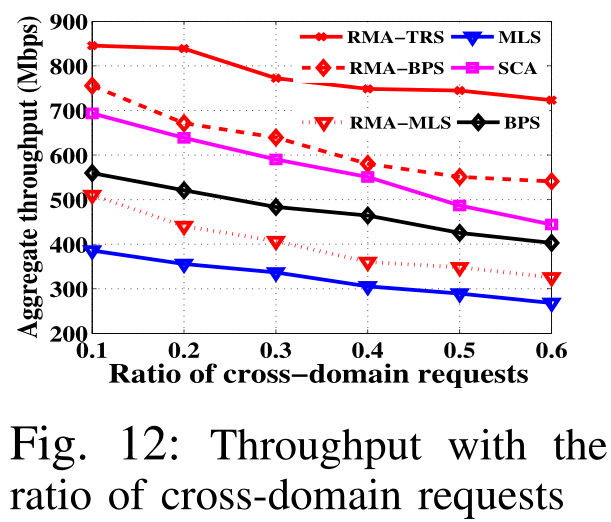 900
800
700
600
500
400
300
200
Aggregate throughput (Mbps)
RMA−TRS MLS
RMA−BPS SCA
RMA−MLS BPS
0.1 0.2 0.3 0.4 0.5 0.6
Ratio of cross−domain requests
Fig. 12: Throughput with the
ratio of cross-domain requests